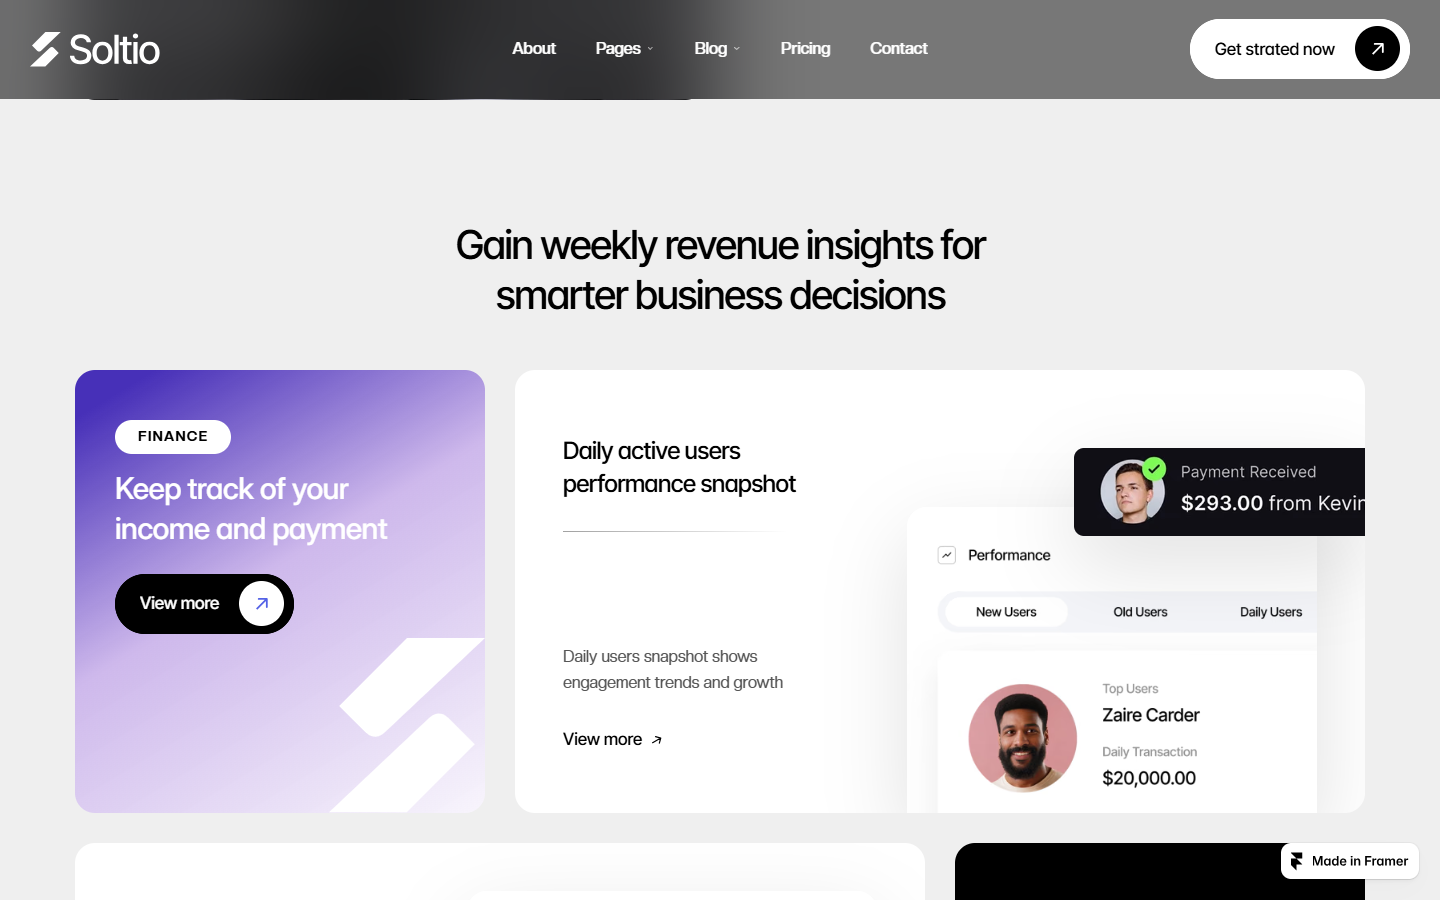 Soltio
About
Pages
Blog
Pricing
Contact
Get strated now
Gain weekly revenue insights for
smarter business decisions
FINANCE
Keep track of your
income and payment
View more
Daily active users
performance snapshot
Daily users snapshot shows
engagement trends and growth
View more
Payment Received
$293.00 from Kevin
Performance
New Users
Old Users
Daily Users
Top Users
Zaire Carder
Daily Transaction
$20,000.00
Made in Framer